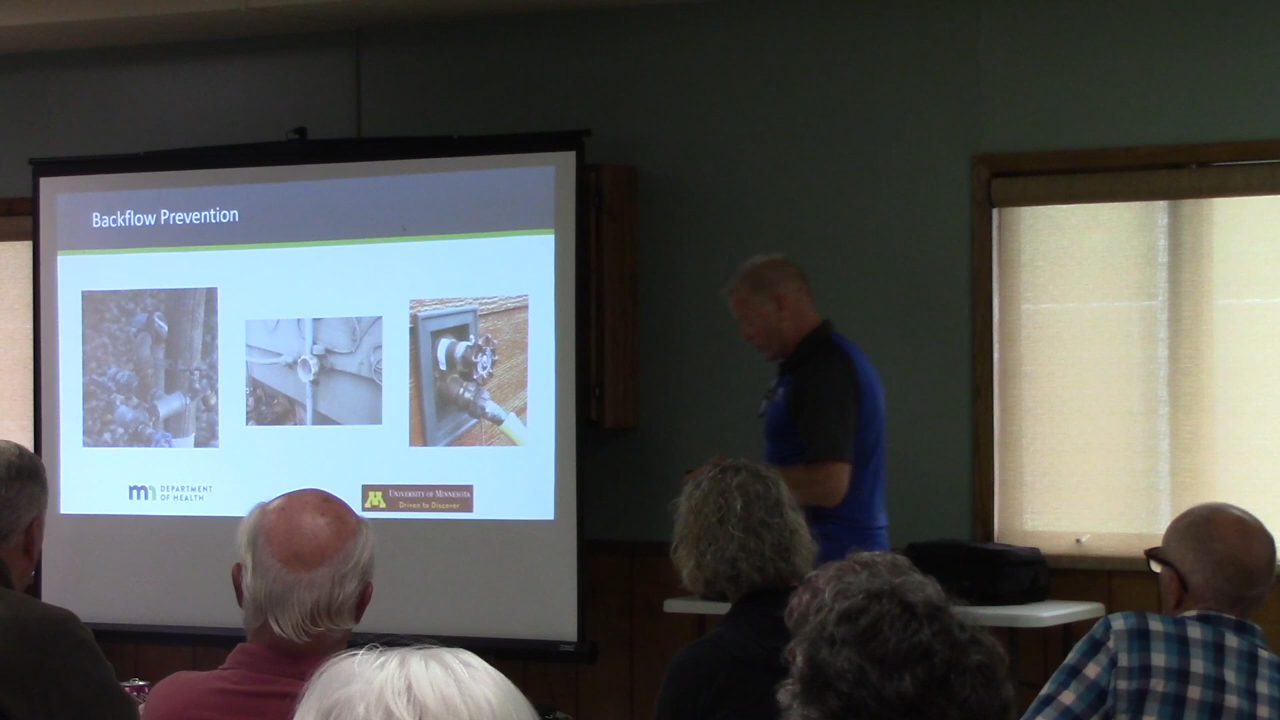 Backflow Prevention
DEPARTMENT
OF HEALTH
UNIVERSITY OF MINNESOTA
Driven to Discover